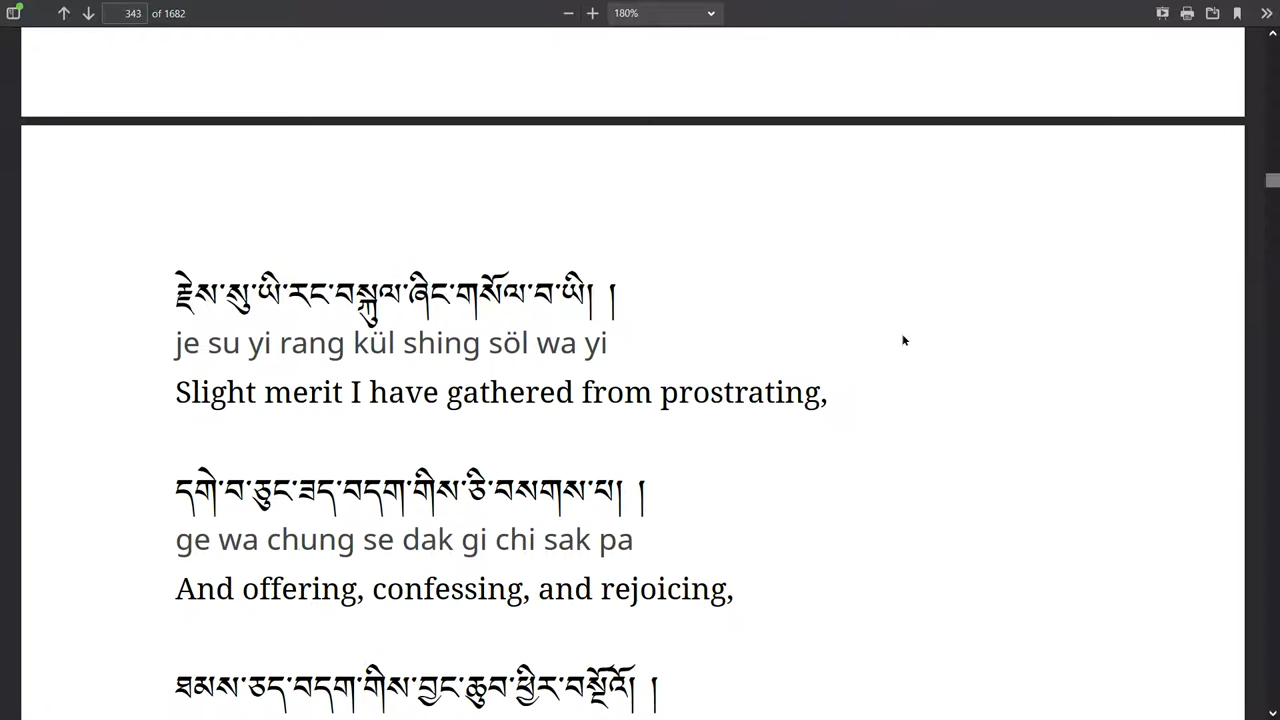 343 of 1682 180%
རྗེས་སུ་ཡི་རང་བསྐུལ་ཞིང་གསོལ་བ་ཡི། །
je su yi rang kül shing söl wa yi
Slight merit I have gathered from prostrating,
དགེ་བ་ཅུང་ཟད་བདག་གིས་ཅི་བསགས་པ། །
ge wa chung se dak gi chi sak pa
And offering, confessing, and rejoicing,
ཐམས་ཅད་བདག་གིས་བྱང་ཆུབ་ཕྱིར་བསྔོའོ། །